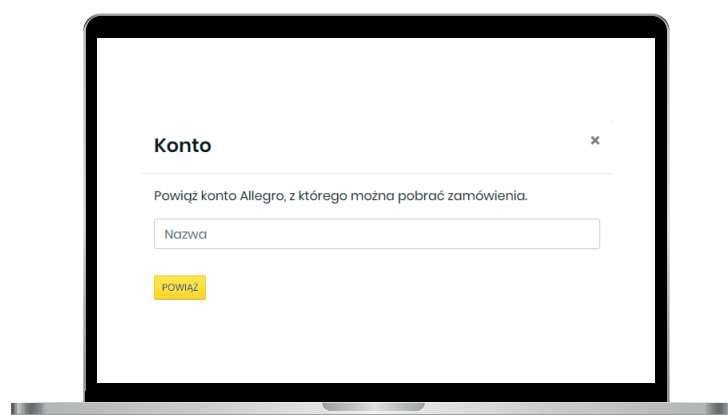 Konto
×
Powiąż konto Allegro, z którego można pobrać zamówienia.
Nazwa
POWIĄŻ